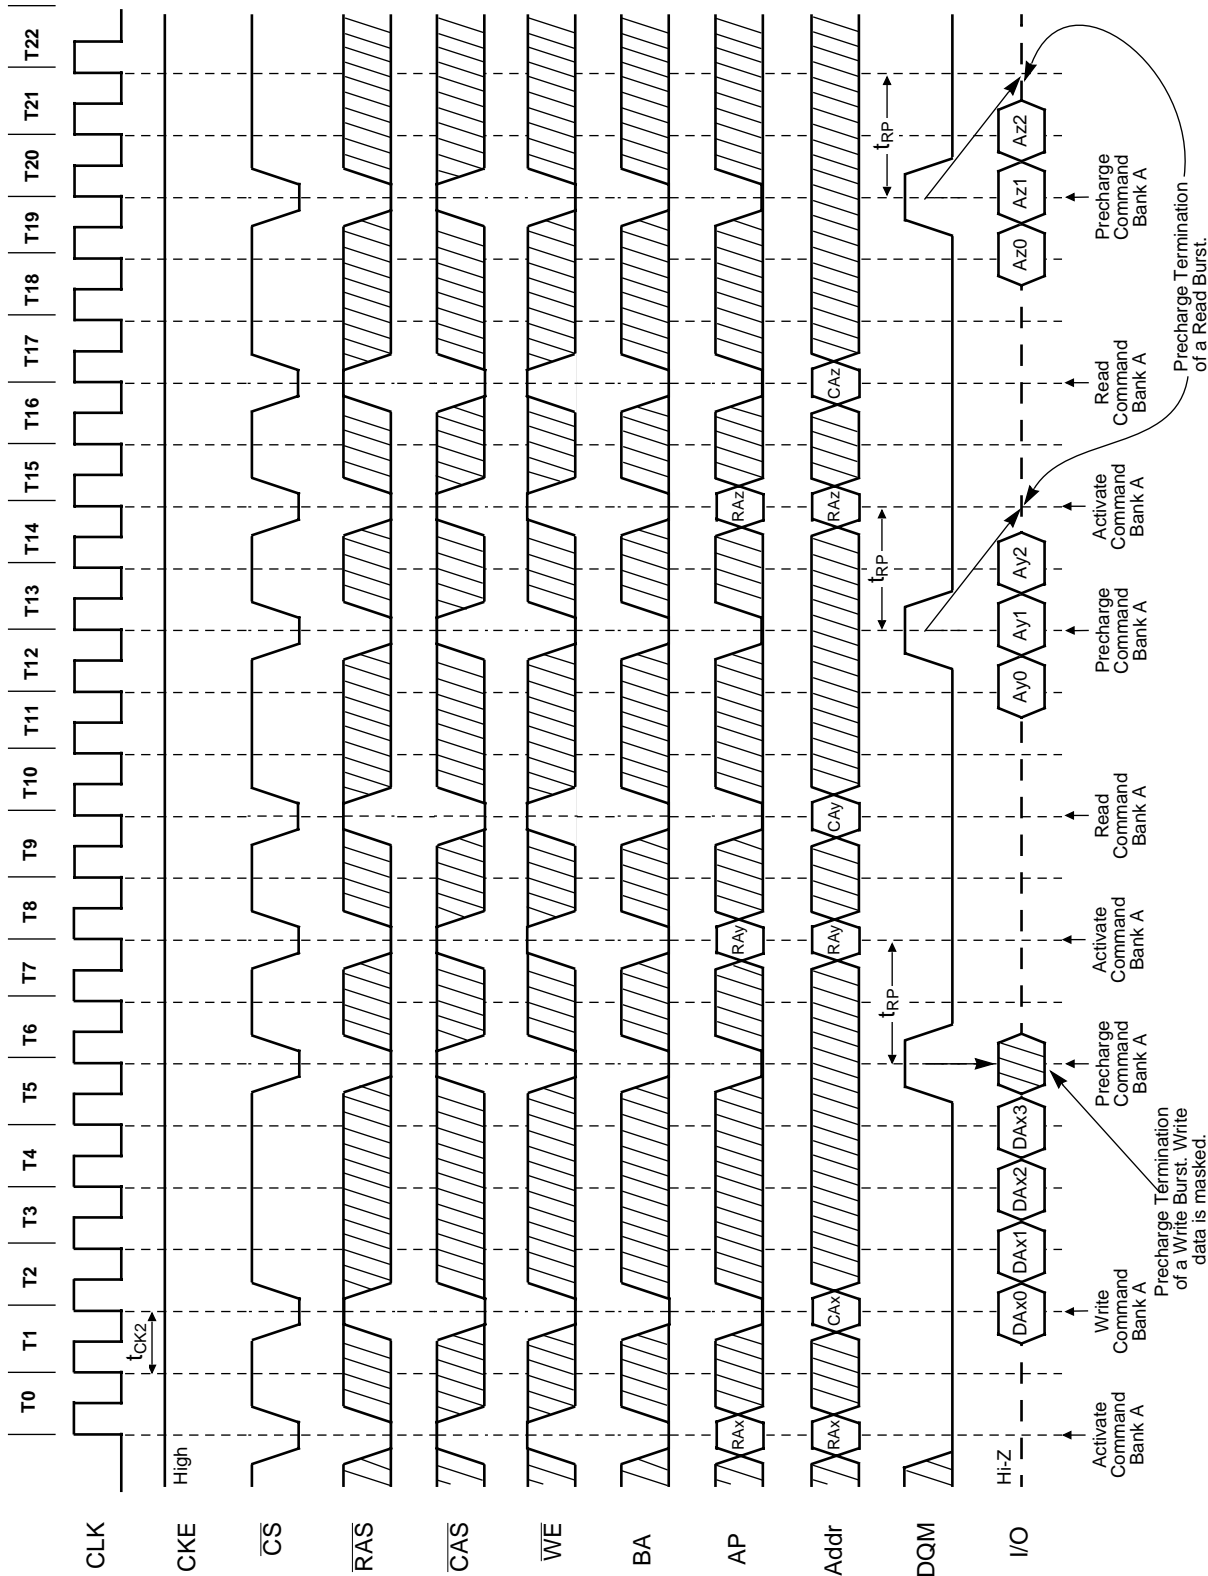 T0 T1 T2 T3 T4 T5 T6 T7 T8 T9 T10 T11 T12 T13 T14 T15 T16 T17 T18 T19 T20 T21 T22
CLK
tCK2
CKE
High
CS
RAS
CAS
WE
BA
AP
RAx
RAy
RAz
Addr
RAx
CAx
RAy
CAy
RAz
CAz
tRP
tRP
tRP
DQM
I/O
Hi-Z
DAx0
DAx1
DAx2
DAx3
Ay0
Ay1
Ay2
Az0
Az1
Az2
Activate
Command
Bank A
Write
Command
Bank A
Precharge
Command
Bank A
Activate
Command
Bank A
Read
Command
Bank A
Precharge
Command
Bank A
Activate
Command
Bank A
Read
Command
Bank A
Precharge
Command
Bank A
Precharge Termination
of a Write Burst. Write
data is masked.
Precharge Termination
of a Read Burst.